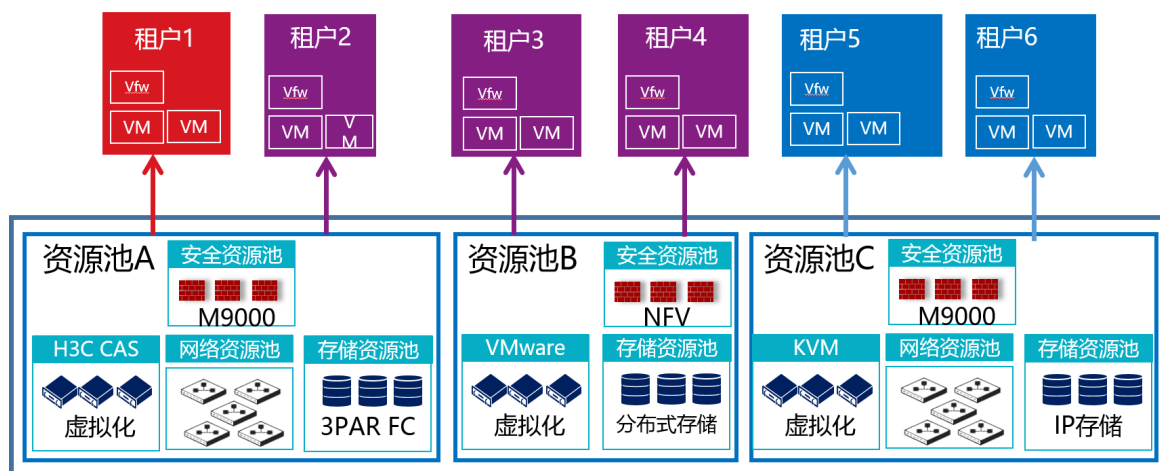 租户1
Vfw
VM
VM
租户2
Vfw
VM
V
M
租户3
Vfw
VM
VM
租户4
Vfw
VM
VM
租户5
Vfw
VM
VM
租户6
Vfw
VM
VM
资源池A
安全资源池
M9000
H3C CAS
虚拟化
网络资源池
存储资源池
3PAR FC
资源池B
安全资源池
NFV
VMware
虚拟化
存储资源池
分布式存储
资源池C
安全资源池
M9000
KVM
虚拟化
网络资源池
存储资源池
IP存储